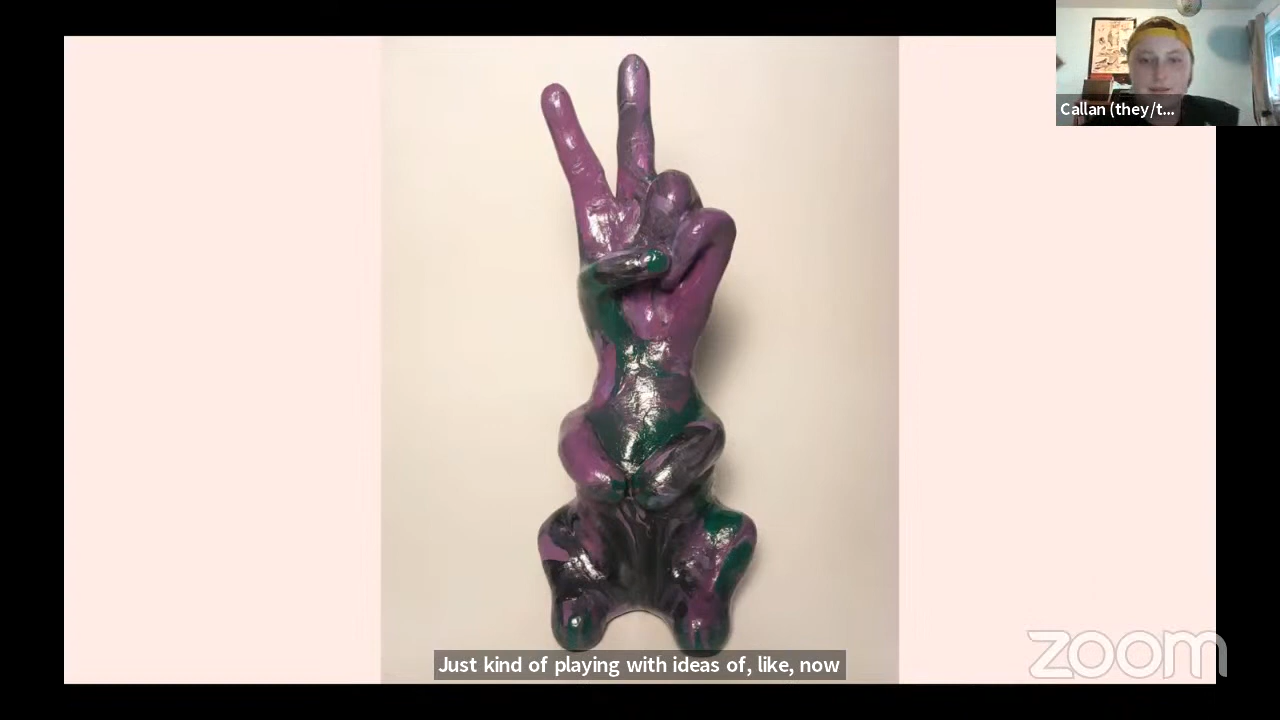 Callan (they/t...
Just kind of playing with ideas of, like, now
zoom